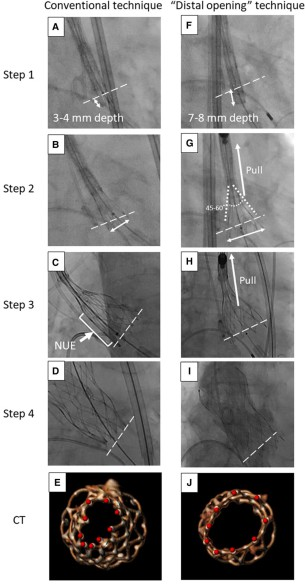 Conventional technique “Distal opening” technique
Step 1
A
3-4 mm depth
F
7-8 mm depth
Step 2
B
G
Pull
45-60°
Step 3
C
NUE
H
Pull
Step 4
D
I
CT
E
J